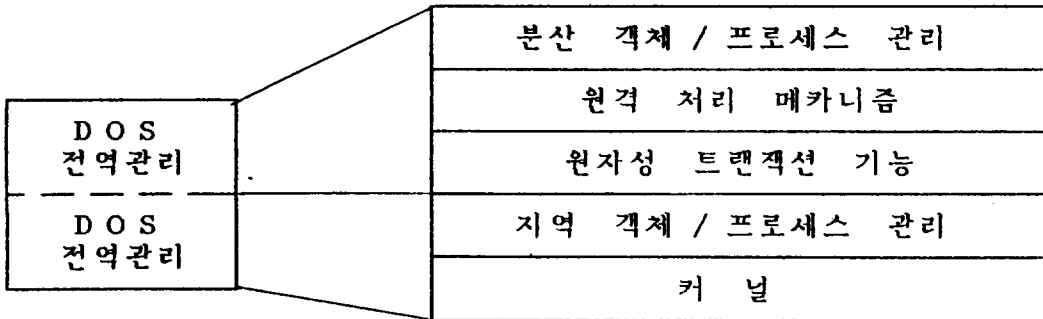 DOS
전역관리
DOS
전역관리
분산 객체 / 프로세스 관리
원격 처리 메카니즘
원자성 트랜잭션 기능
지역 객체 / 프로세스 관리
커널